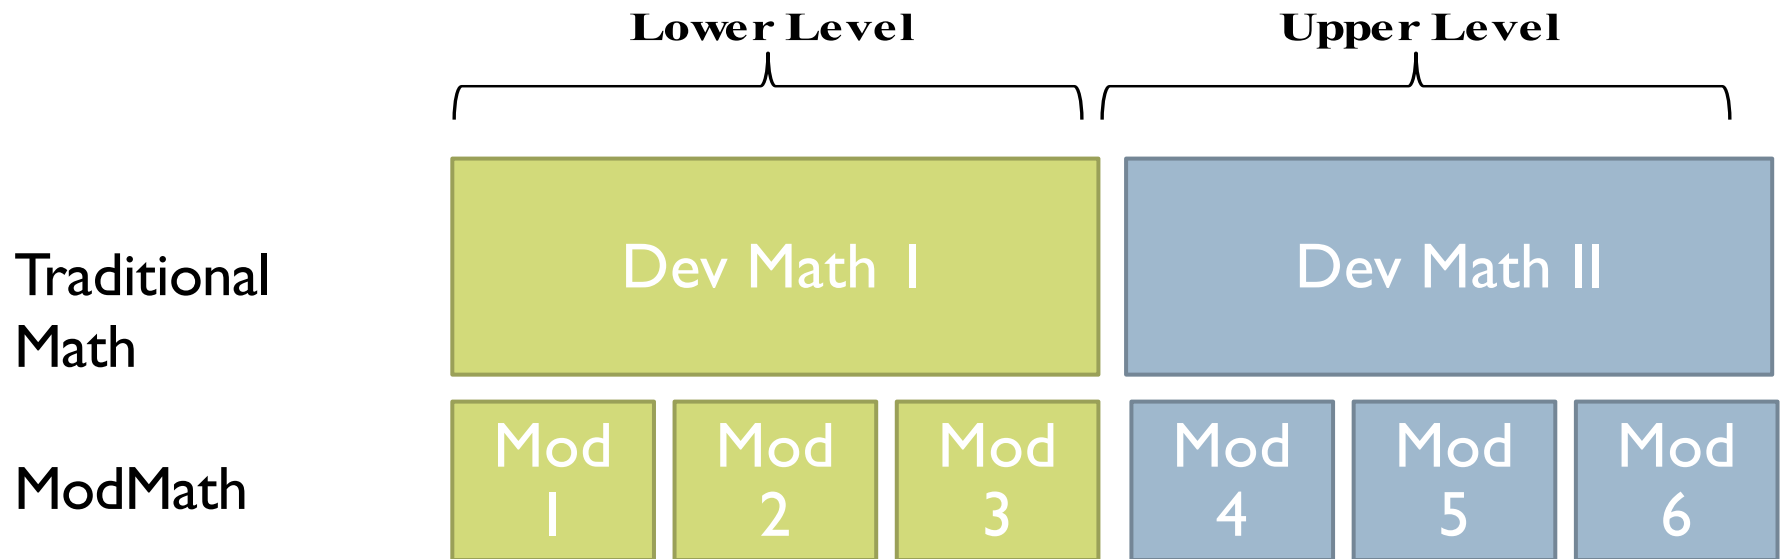 Lower Level
Upper Level
Traditional
Math
Dev Math I
Dev Math II
ModMath
Mod
1
Mod
2
Mod
3
Mod
4
Mod
5
Mod
6